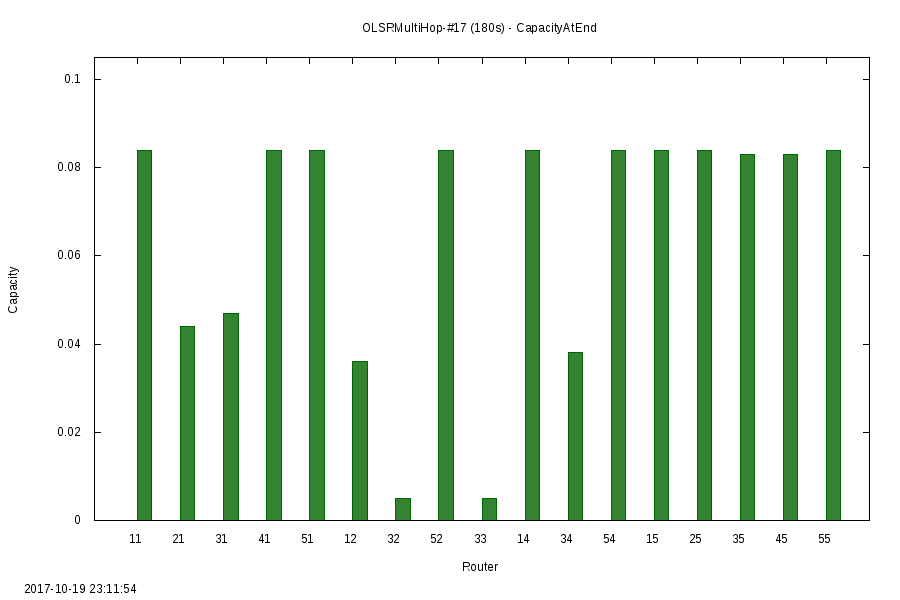 OLSRMultiHop-#17 (180s) - CapacityAtEnd
0.1
0.08
0.06
0.04
0.02
0
Capacity
11 21 31 41 51 12 32 52 33 14 34 54 15 25 35 45 55
Router
2017-10-19 23:11:54